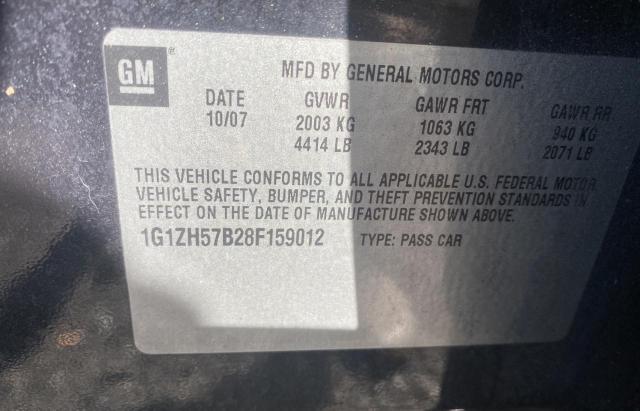 GM ®
MFD BY GENERAL MOTORS CORP.
DATE GVWR GAWR FRT GAWR RR
10/07 2003 KG 1063 KG 940 KG
4414 LB 2343 LB 2071 LB
THIS VEHICLE CONFORMS TO ALL APPLICABLE U.S. FEDERAL MOTOR
VEHICLE SAFETY, BUMPER, AND THEFT PREVENTION STANDARDS IN
EFFECT ON THE DATE OF MANUFACTURE SHOWN ABOVE.
1G1ZH57B28F159012 TYPE: PASS CAR